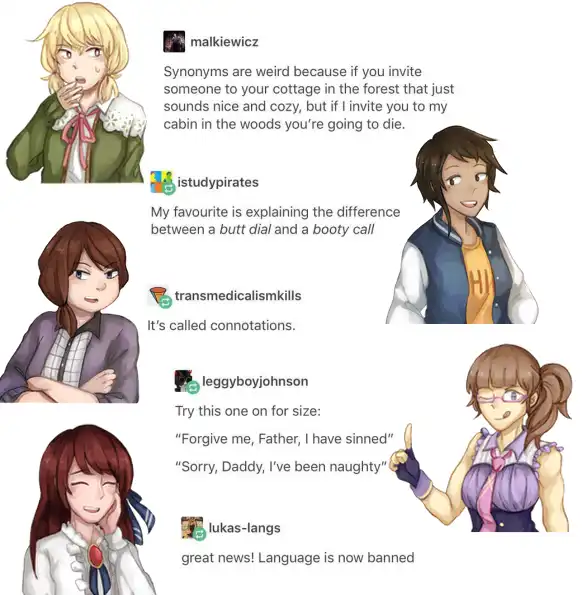 malkiewicz
Synonyms are weird because if you invite
someone to your cottage in the forest that just
sounds nice and cozy, but if I invite you to my
cabin in the woods you’re going to die.
istudypirates
My favourite is explaining the difference
between a butt dial and a booty call
HI
transmedicalismkills
It’s called connotations.
leggyboyjohnson
Try this one on for size:
“Forgive me, Father, I have sinned”
“Sorry, Daddy, I’ve been naughty”
lukas-langs
great news! Language is now banned